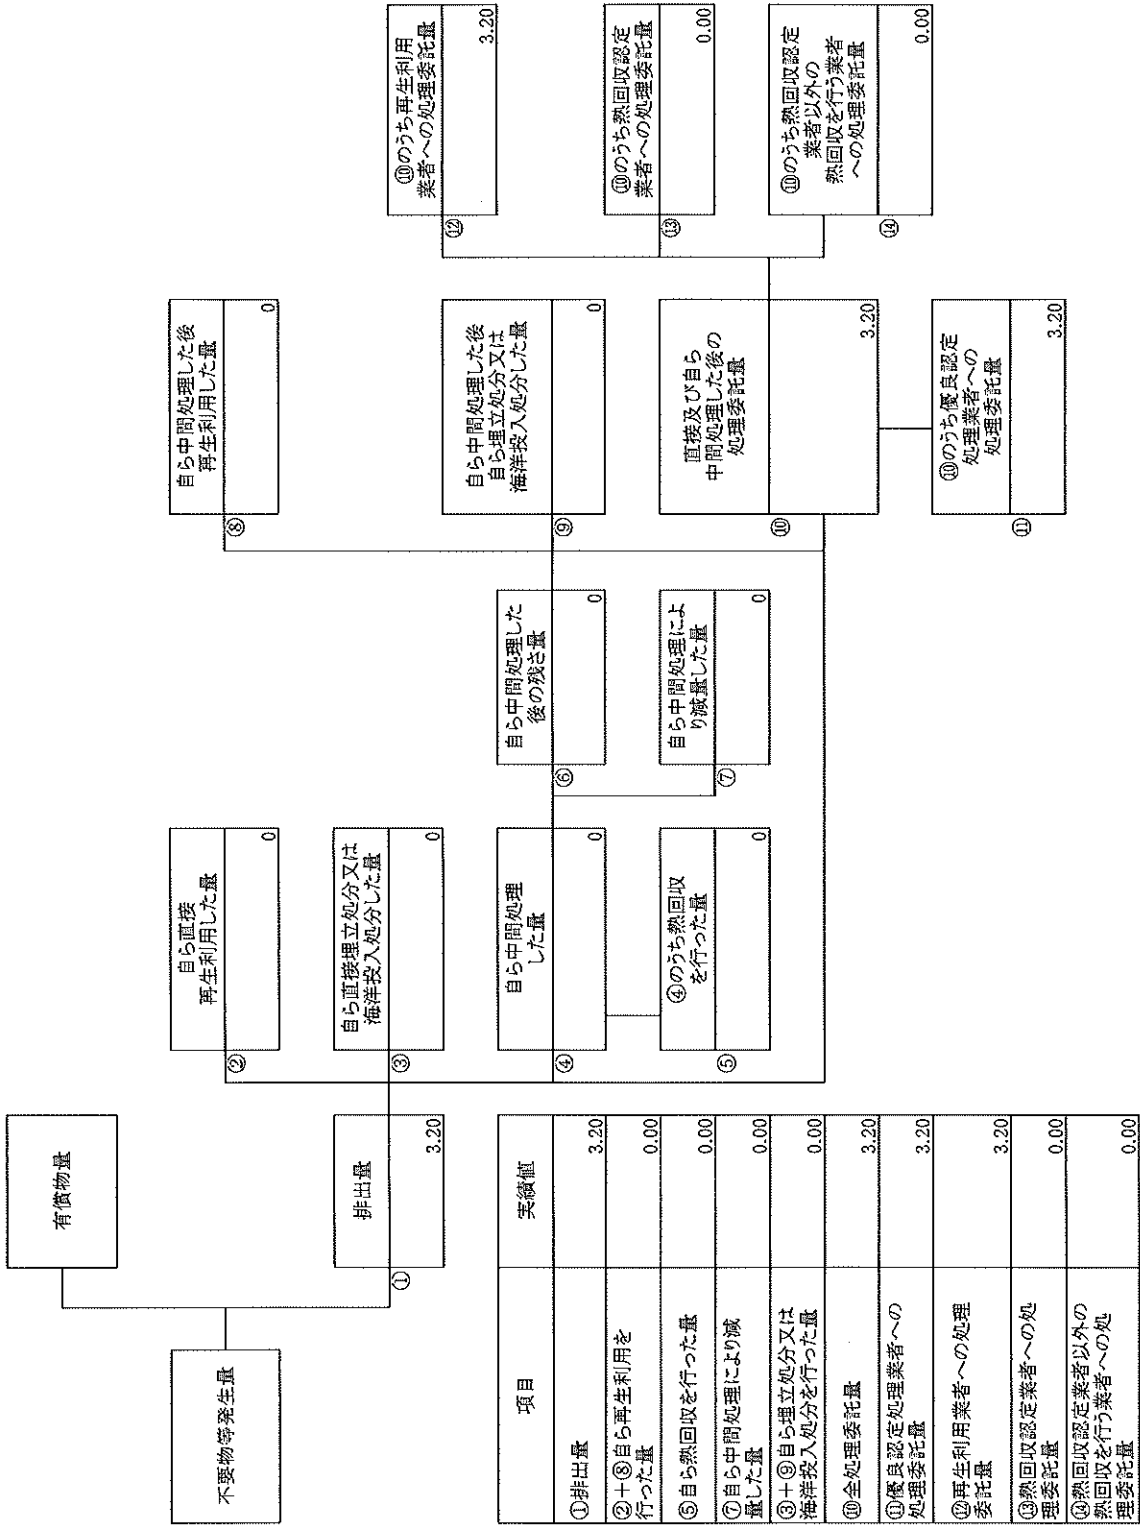 不要物等発生量
有償物量
排出量
①
3.20
自ら直接
再生利用した量
②
0
自ら直接埋立処分又は
海洋投入処分した量
③
0
自ら中間処理
した量
④
0
④のうち熱回収
を行った量
⑤
0
自ら中間処理した
後の残さ量
⑥
0
自ら中間処理によ
り減量した量
⑦
0
自ら中間処理した後
再生利用した量
⑧
0
自ら中間処理した後
自ら埋立処分又は
海洋投入処分した量
⑨
0
直接及び自ら
中間処理した後の
処理委託量
⑩
3.20
⑩のうち優良認定
処理業者への
処理委託量
⑪
3.20
⑩のうち再生利用
業者への処理委託量
⑫
3.20
⑩のうち熱回収認定
業者への処理委託量
⑬
0.00
⑩のうち熱回収認定
業者以外の
熱回収を行う業者
への処理委託量
⑭
0.00
項目 実績値
①排出量 3.20
②+⑧自ら再生利用を
行った量 0.00
⑤自ら熱回収を行った量 0.00
⑦自ら中間処理により減
量した量 0.00
③+⑨自ら埋立処分又は
海洋投入処分を行った量 0.00
⑩全処理委託量 3.20
⑪優良認定処理業者への
処理委託量 3.20
⑫再生利用業者への処理
委託量 3.20
⑬熱回収認定業者への処
理委託量 0.00
⑭熱回収認定業者以外の
熱回収を行う業者への処
理委託量 0.00